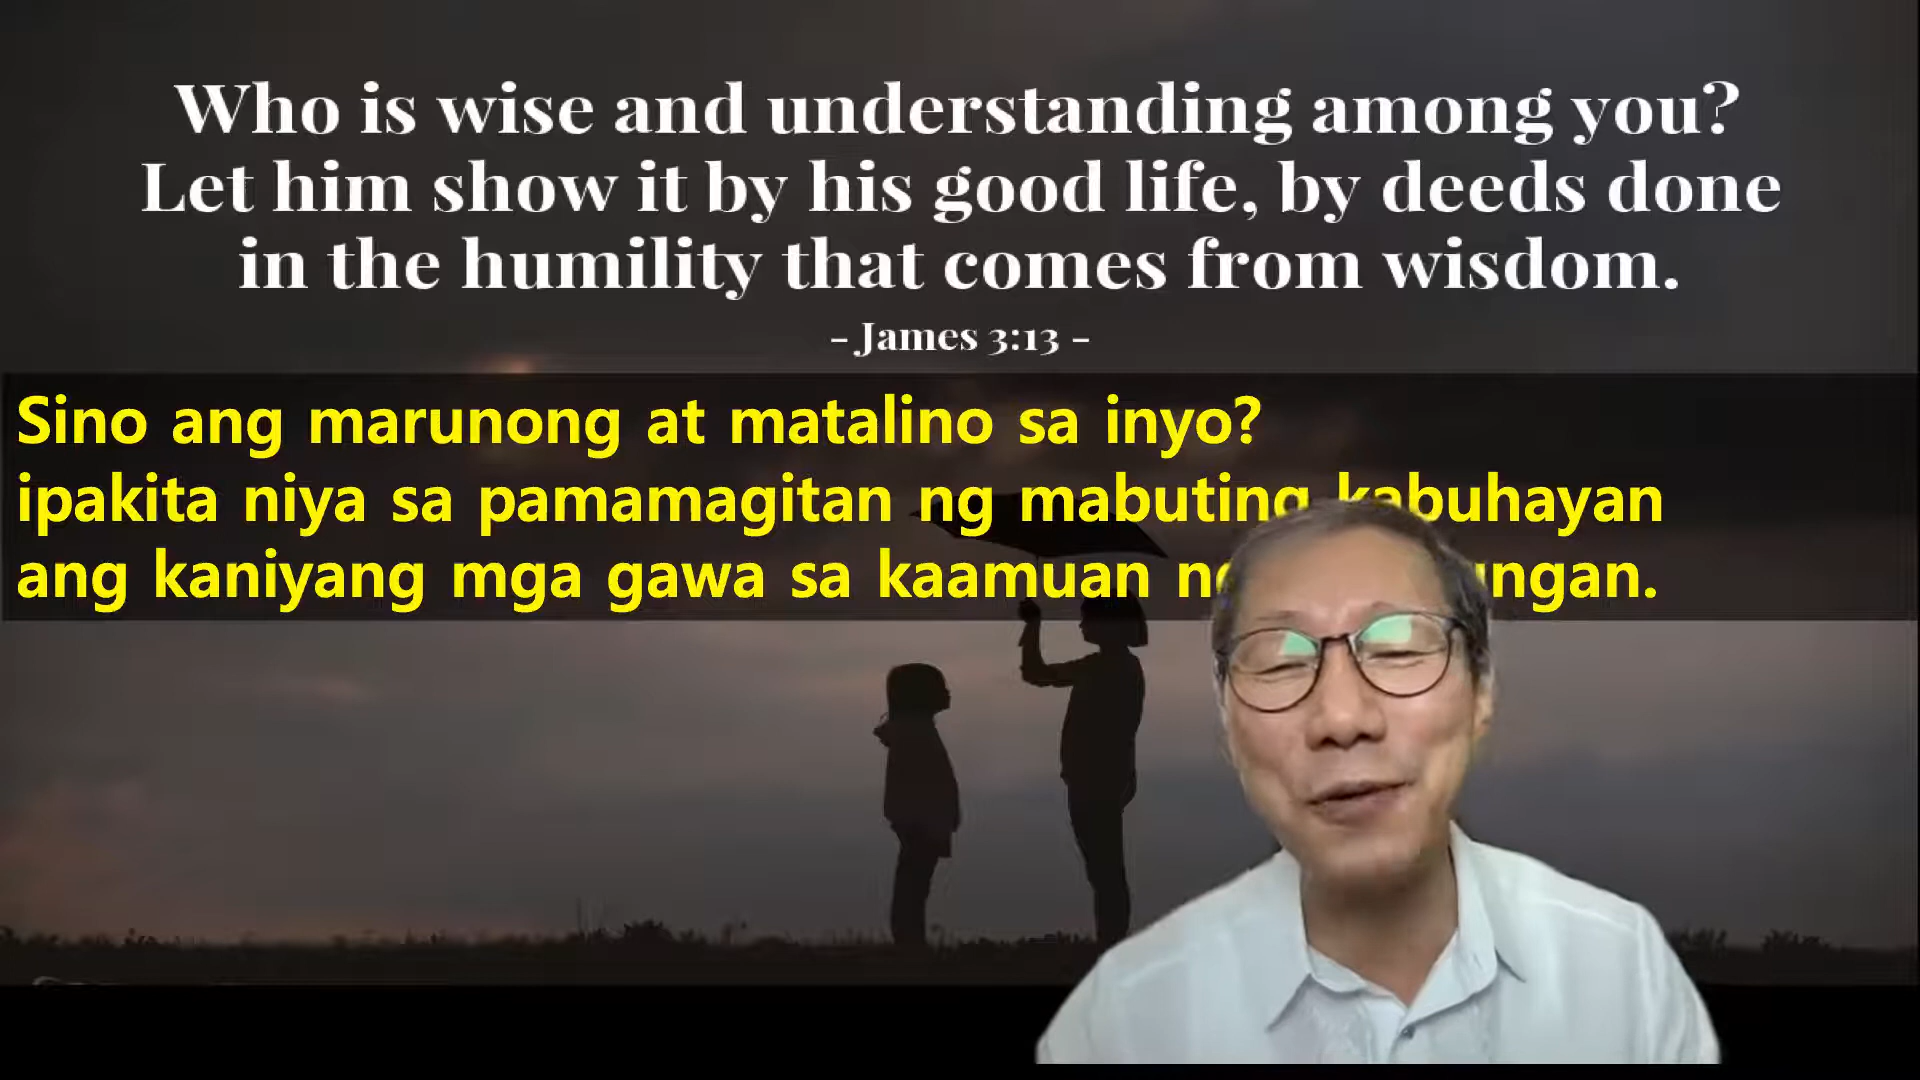 Who is wise and understanding among you?
Let him show it by his good life, by deeds done
in the humility that comes from wisdom.
- James 3:13 -
Sino ang marunong at matalino sa inyo?
ipakita niya sa pamamagitan ng mabuting kabuhayan
ang kaniyang mga gawa sa kaamuan